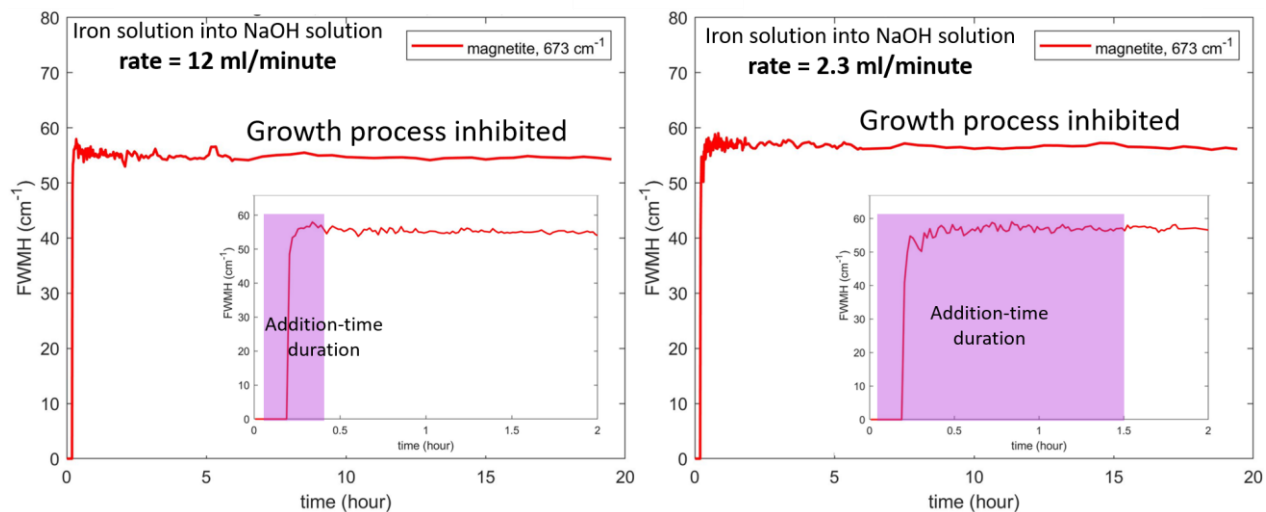 Iron solution into NaOH solution
rate = 12 ml/minute
magnetite, 673 cm⁻¹
Growth process inhibited
80
70
60
50
40
30
20
10
0
FWMH (cm⁻¹)
0 5 10 15 20
time (hour)
60
50
40
30
20
10
0
FWMH (cm⁻¹)
Addition-time
duration
0 0.5 1 1.5 2
time (hour)
Iron solution into NaOH solution
rate = 2.3 ml/minute
magnetite, 673 cm⁻¹
Growth process inhibited
80
70
60
50
40
30
20
10
0
FWMH (cm⁻¹)
0 5 10 15 20
time (hour)
60
50
40
30
20
10
0
FWMH (cm⁻¹)
Addition-time
duration
0 0.5 1 1.5 2
time (hour)